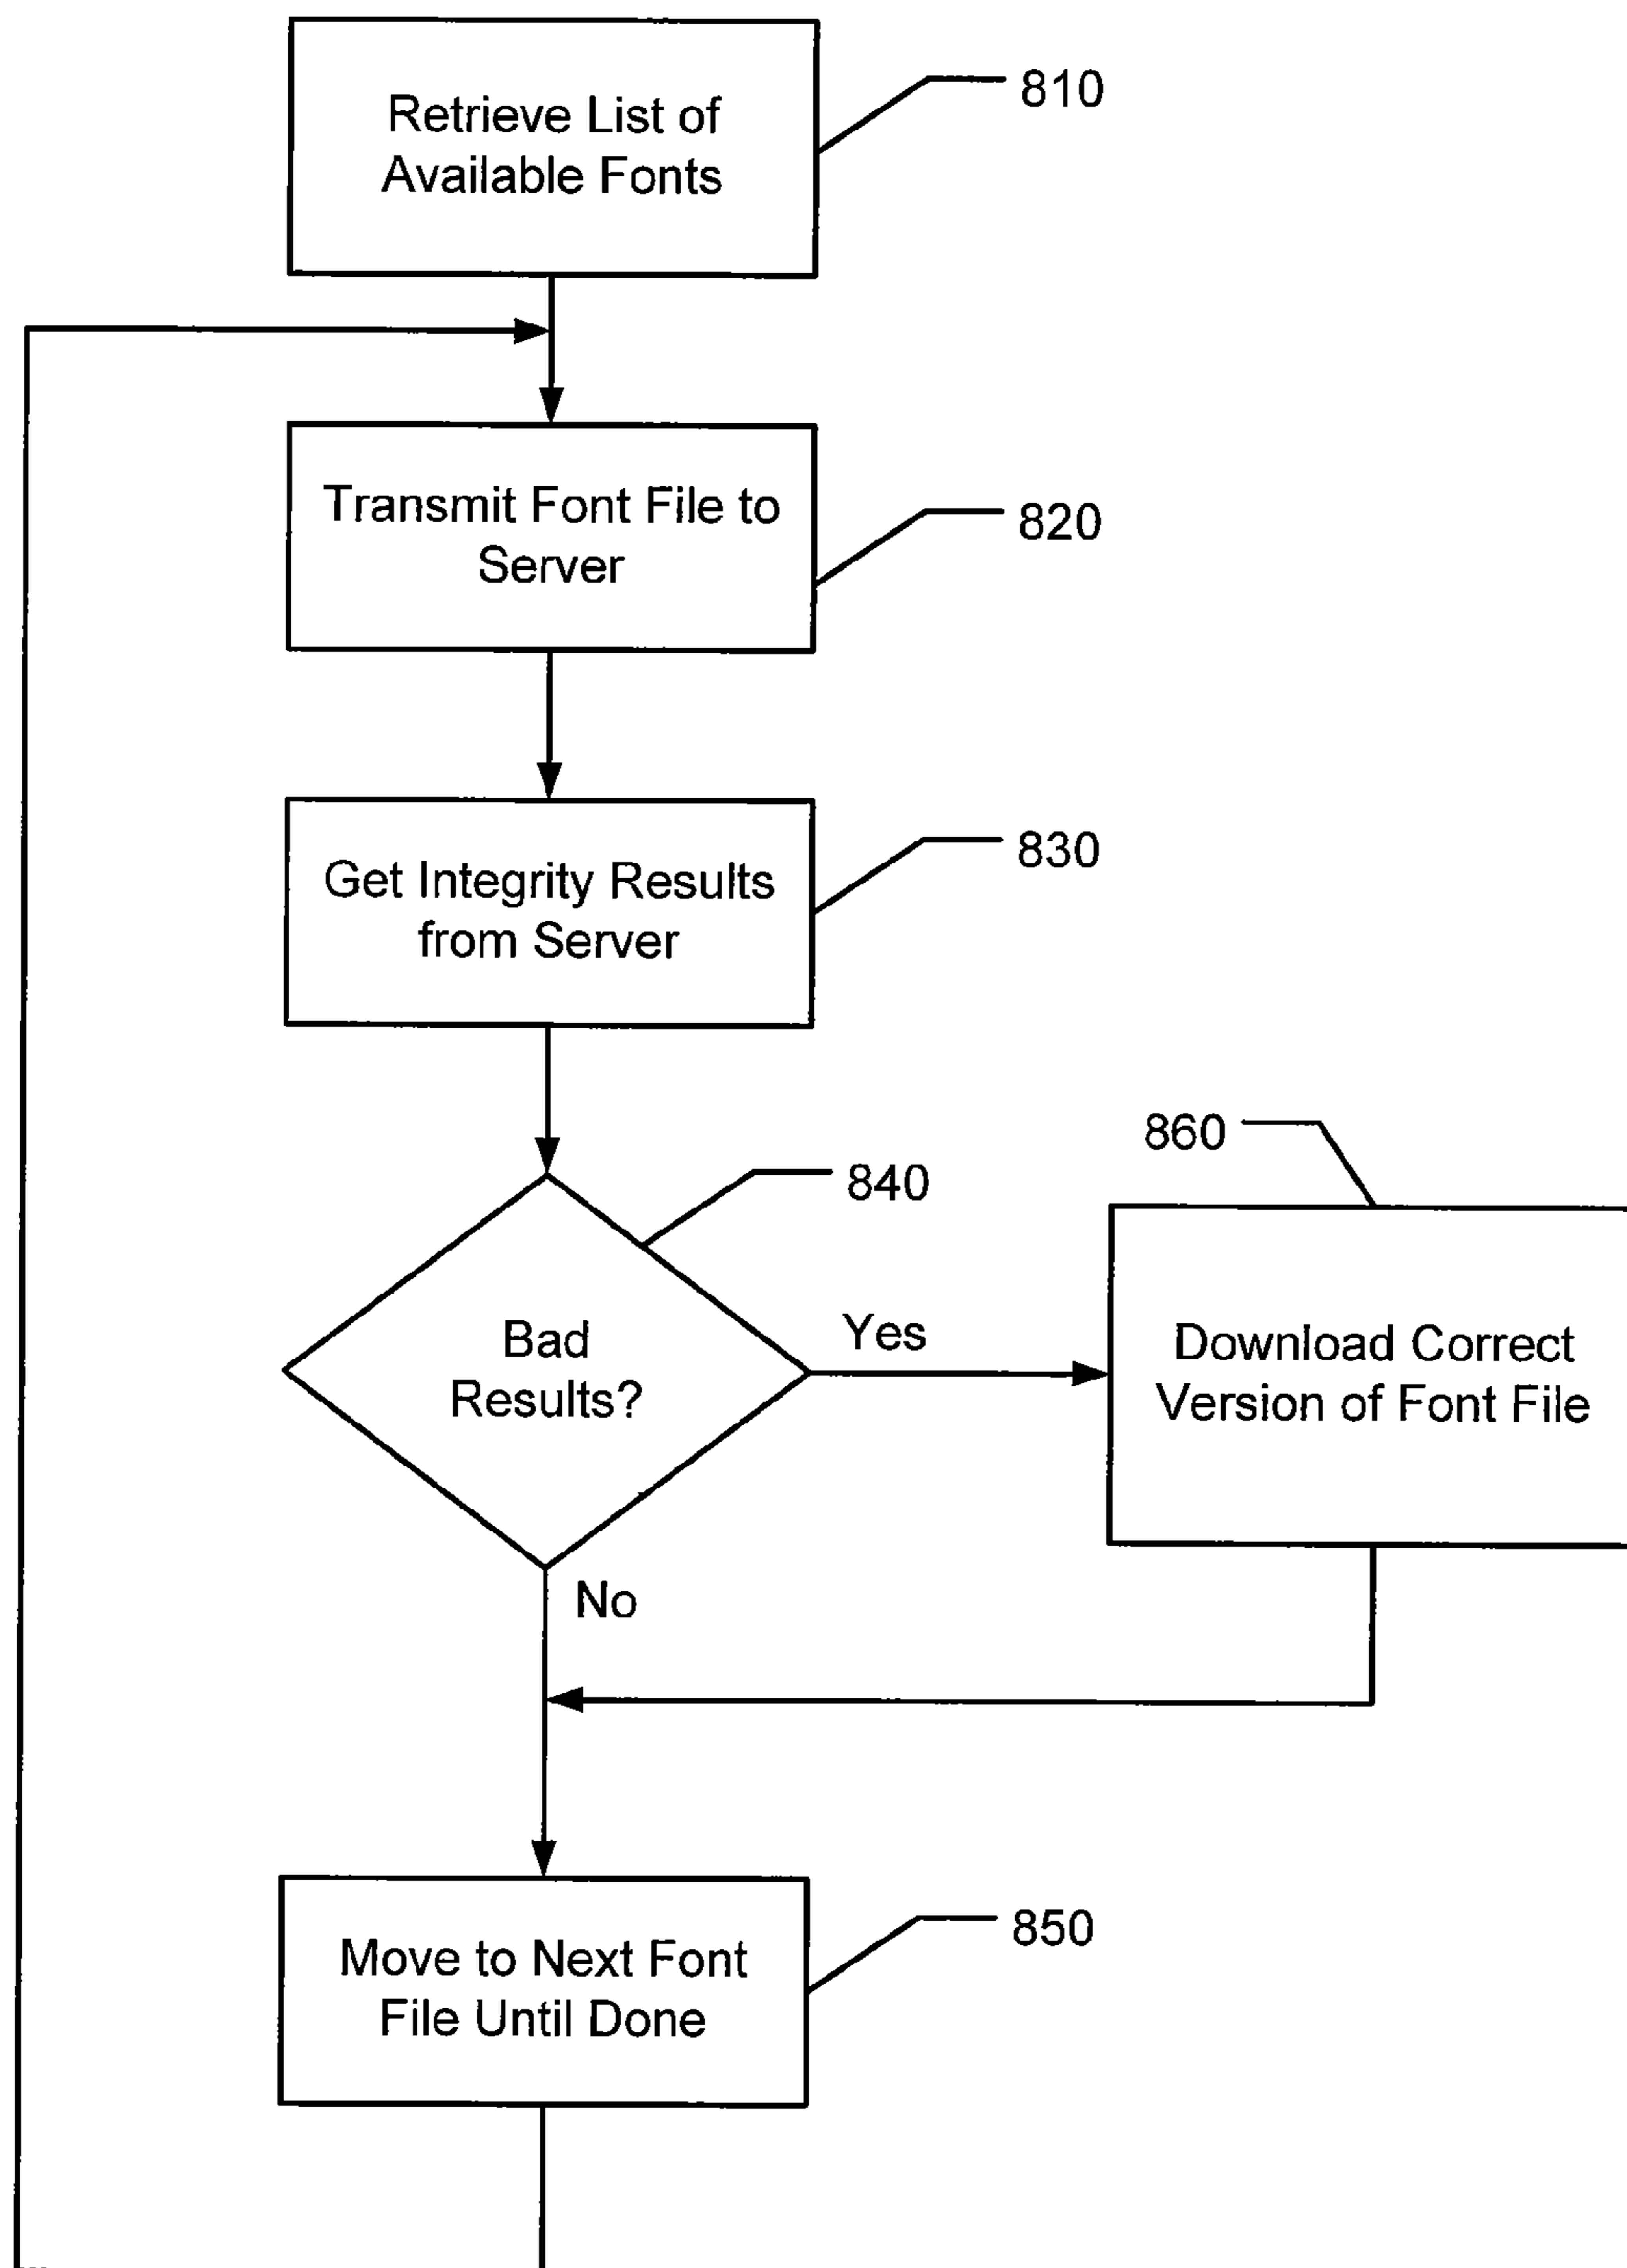 Retrieve List of
Available Fonts
810
Transmit Font File to
Server
820
Get Integrity Results
from Server
830
840
Bad
Results?
Yes
860
Download Correct
Version of Font File
No
Move to Next Font
File Until Done
850